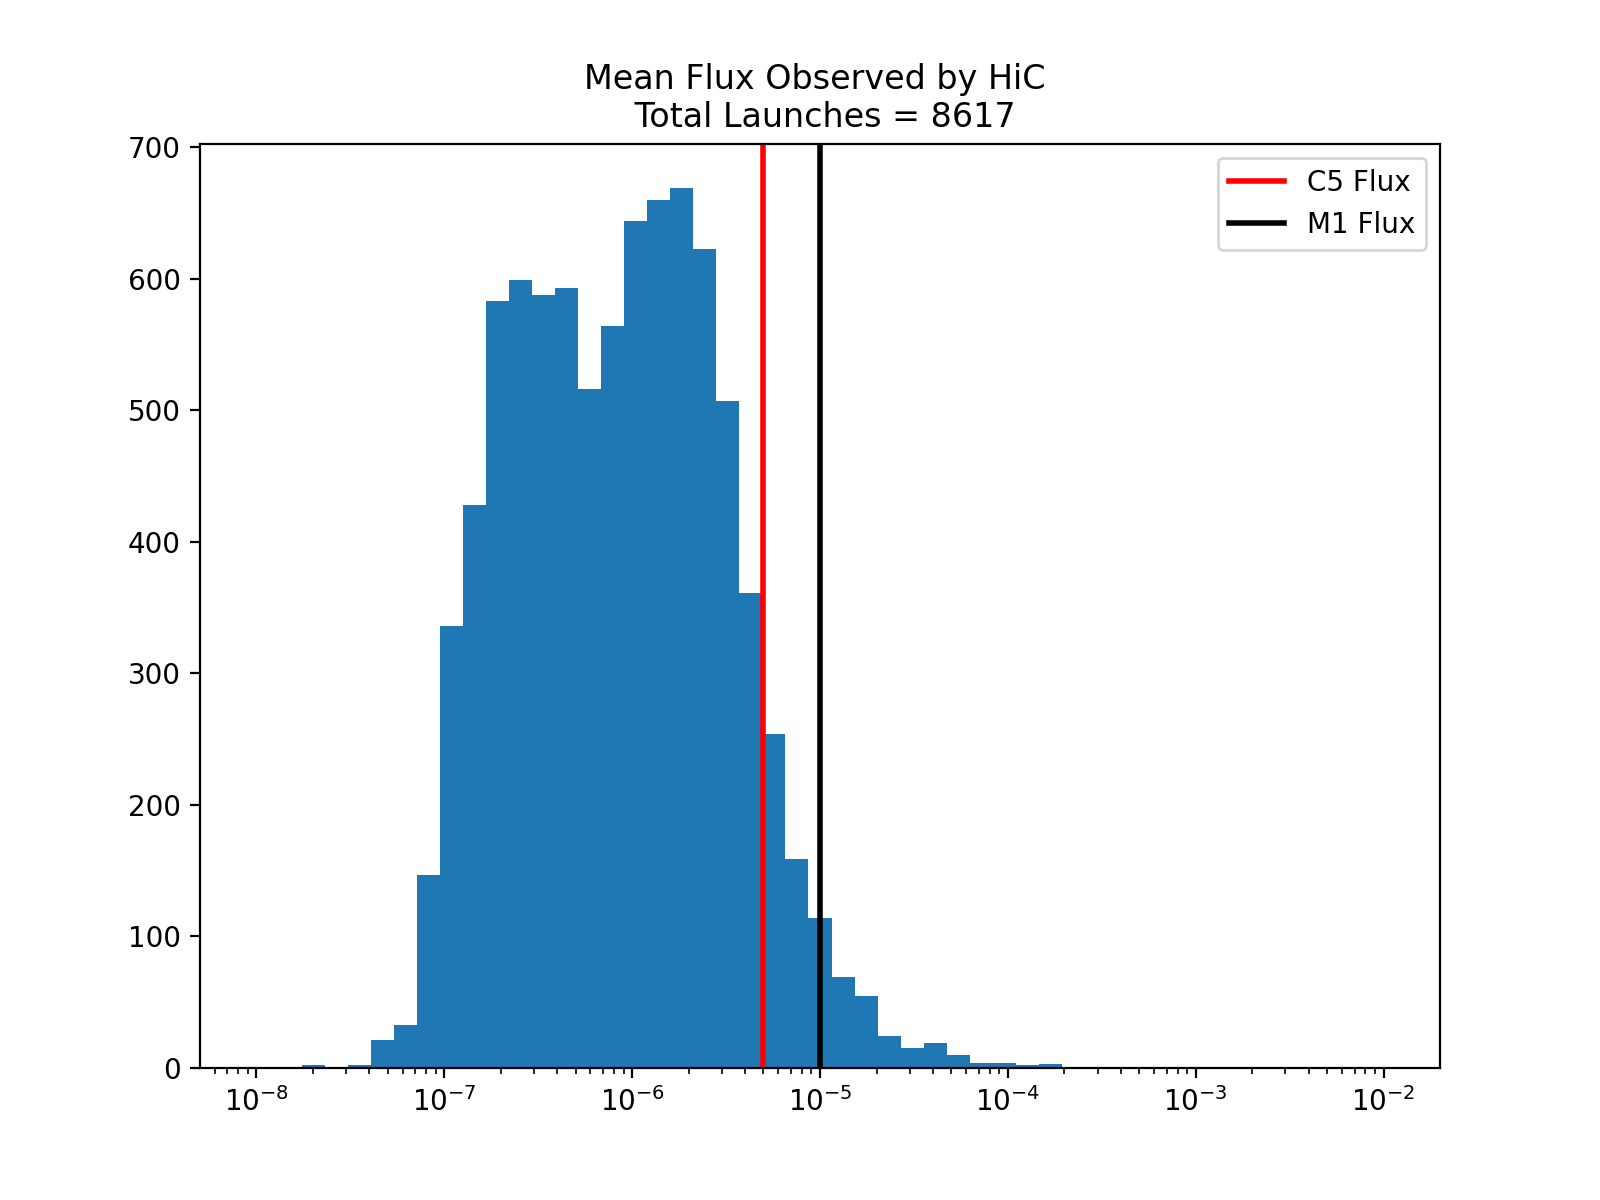 Mean Flux Observed by HiC
Total Launches = 8617
C5 Flux
M1 Flux
700
600
500
400
300
200
100
0
10⁻⁸ 10⁻⁷ 10⁻⁶ 10⁻⁵ 10⁻⁴ 10⁻³ 10⁻²